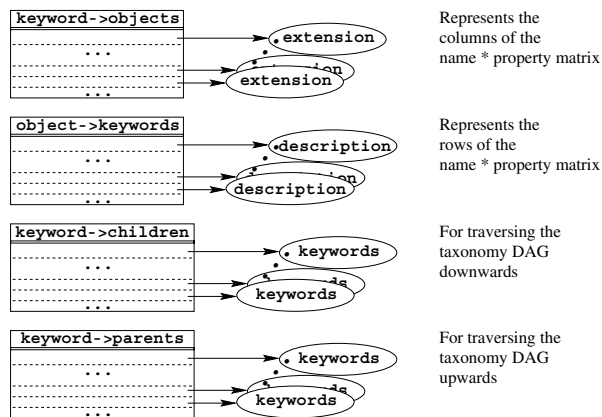 keyword->objects
...
...
extension
extension
Represents the
columns of the
name * property matrix
object->keywords
...
...
description
description
Represents the
rows of the
name * property matrix
keyword->children
...
...
keywords
keywords
For traversing the
taxonomy DAG
downwards
keyword->parents
...
...
keywords
keywords
For traversing the
taxonomy DAG
upwards